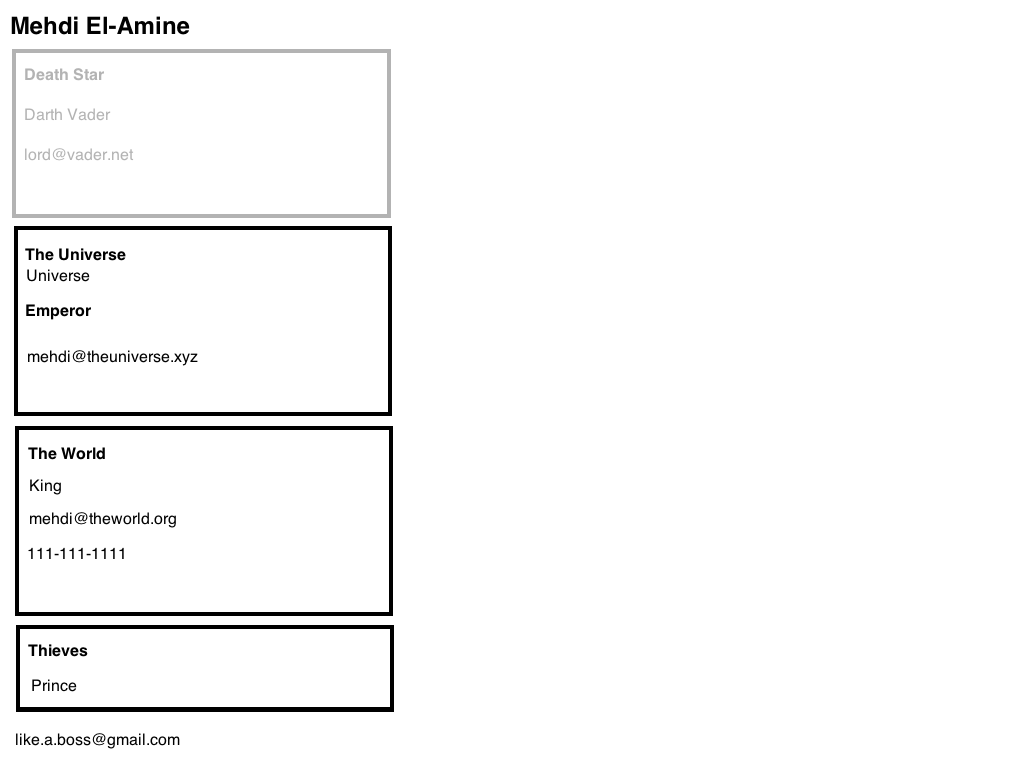 Mehdi El-Amine
Death Star
Darth Vader
lord@vader.net
The Universe
Universe
Emperor
mehdi@theuniverse.xyz
The World
King
mehdi@theworld.org
111-111-1111
Thieves
Prince
like.a.boss@gmail.com